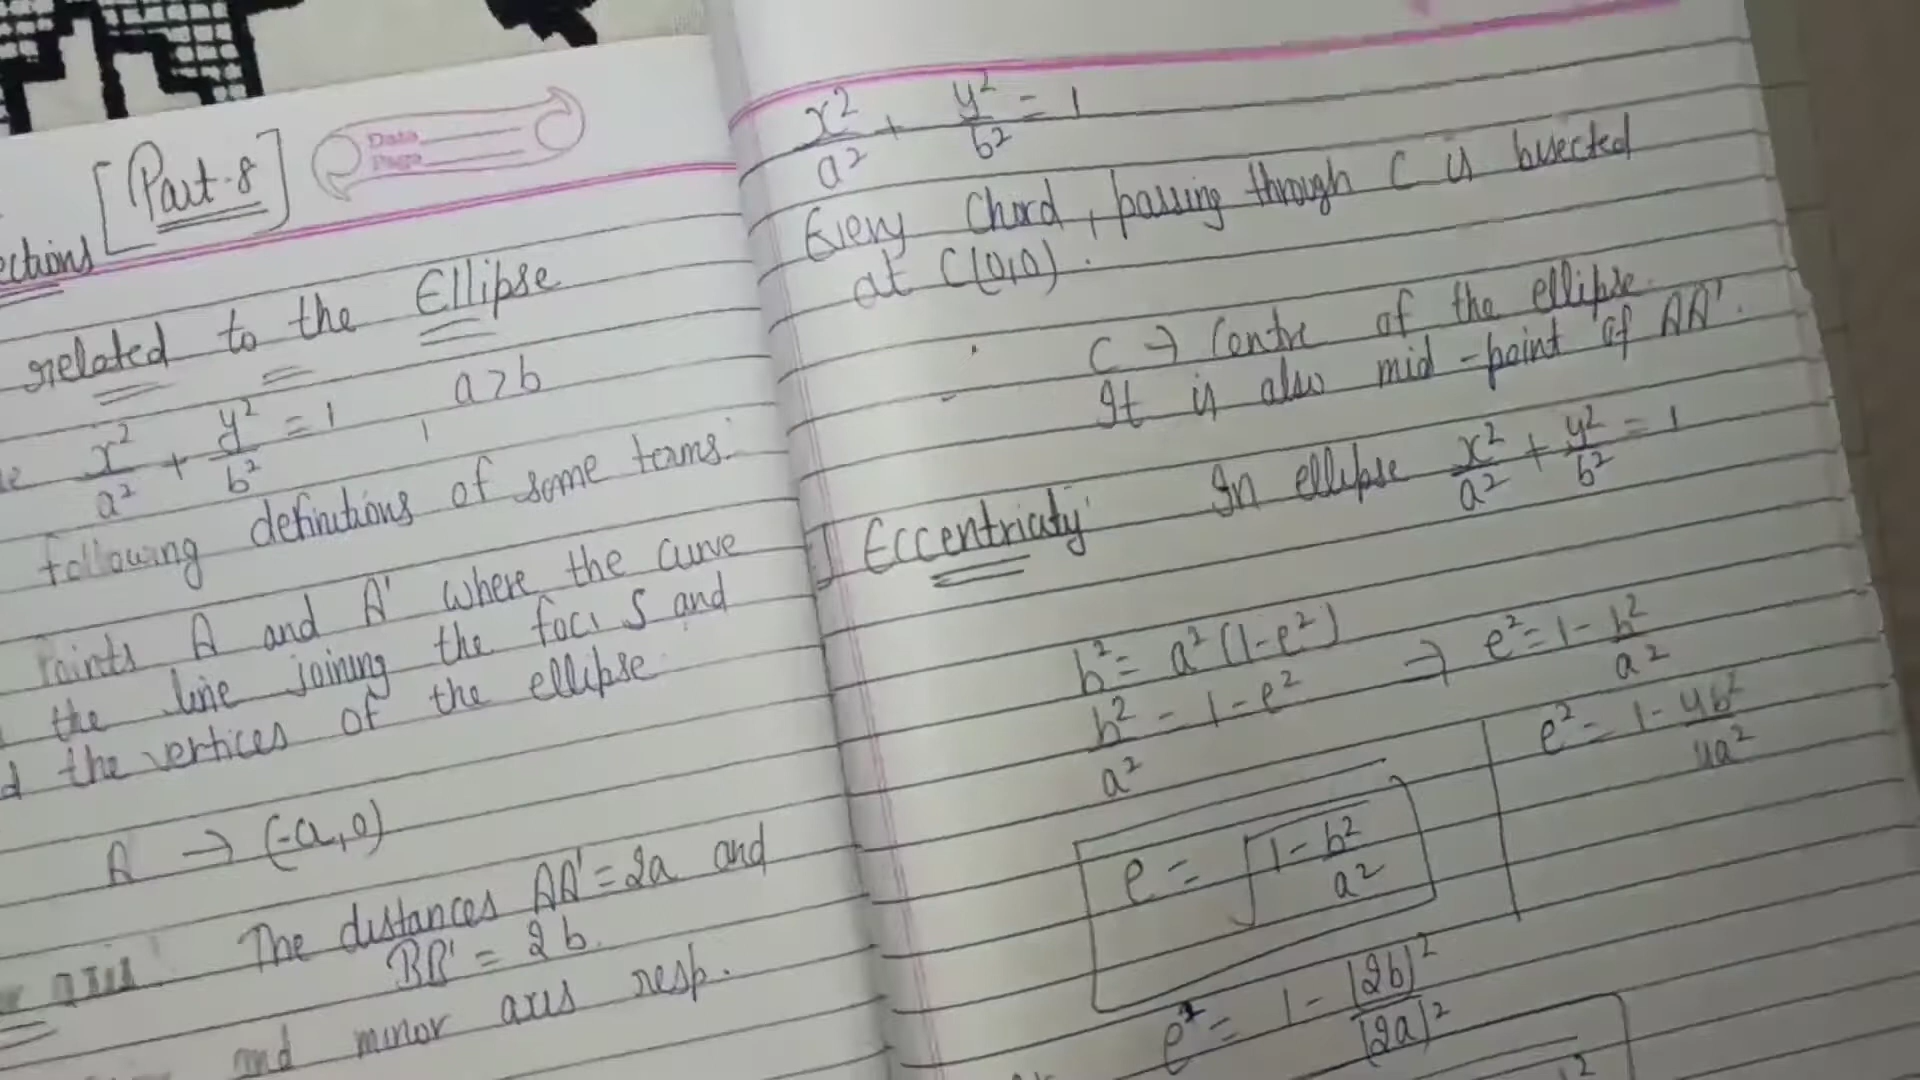 [Part-8]
Date
Page
ections
related to the Ellipse
x²/a² + y²/b² = 1, a>b
following definitions of some terms:
Points A and A' where the curve
the line joining the foci S and
the vertices of the ellipse.
A → (-a,0)
axis: The distances AA' = 2a and
BB' = 2b.
and minor axis resp.
x²/a² + y²/b² = 1
Every Chord, passing through C is bisected
at C(0,0).
C → Centre of the ellipse.
It is also mid-point of AA'.
Eccentricity: In ellipse x²/a² + y²/b² = 1
b² = a²(1-e²)
b²/a² = 1-e² ⇒ e² = 1 - b²/a²
e² = 1 - 4b²/4a²
e = √(1 - b²/a²)
e² = 1 - (2b)²/(2a)²